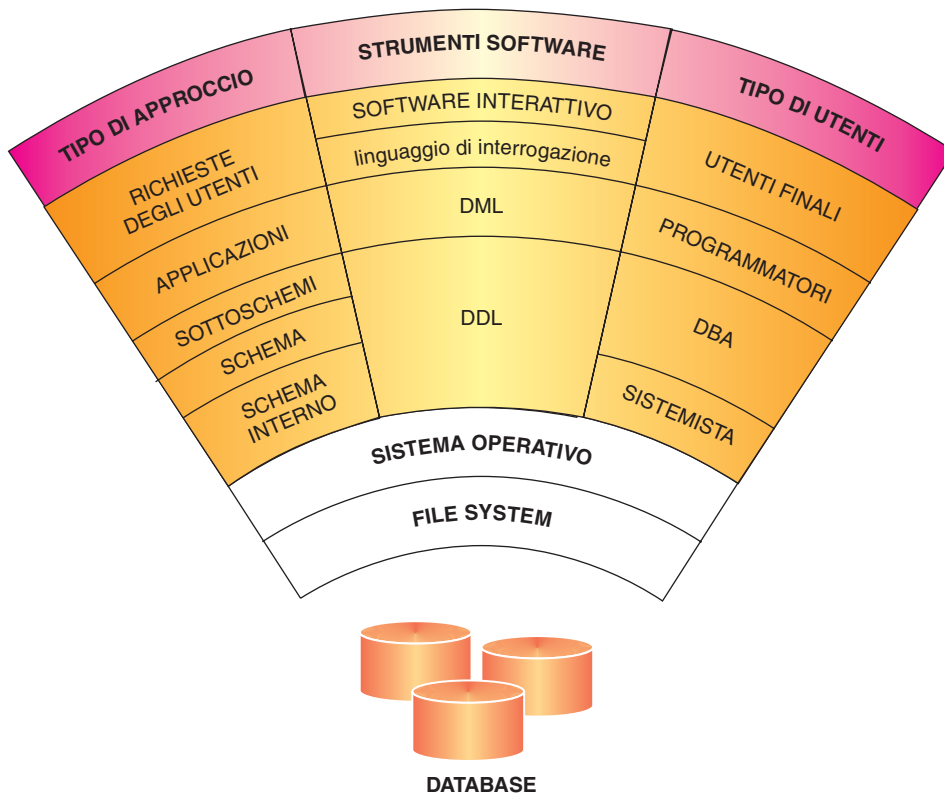 TIPO DI APPROCCIO
STRUMENTI SOFTWARE
TIPO DI UTENTI
RICHIESTE
DEGLI UTENTI
SOFTWARE INTERATTIVO
linguaggio di interrogazione
UTENTI FINALI
APPLICAZIONI
DML
PROGRAMMATORI
SOTTOSCHEMI
SCHEMA
SCHEMA
INTERNO
DDL
DBA
SISTEMISTA
SISTEMA OPERATIVO
FILE SYSTEM
DATABASE